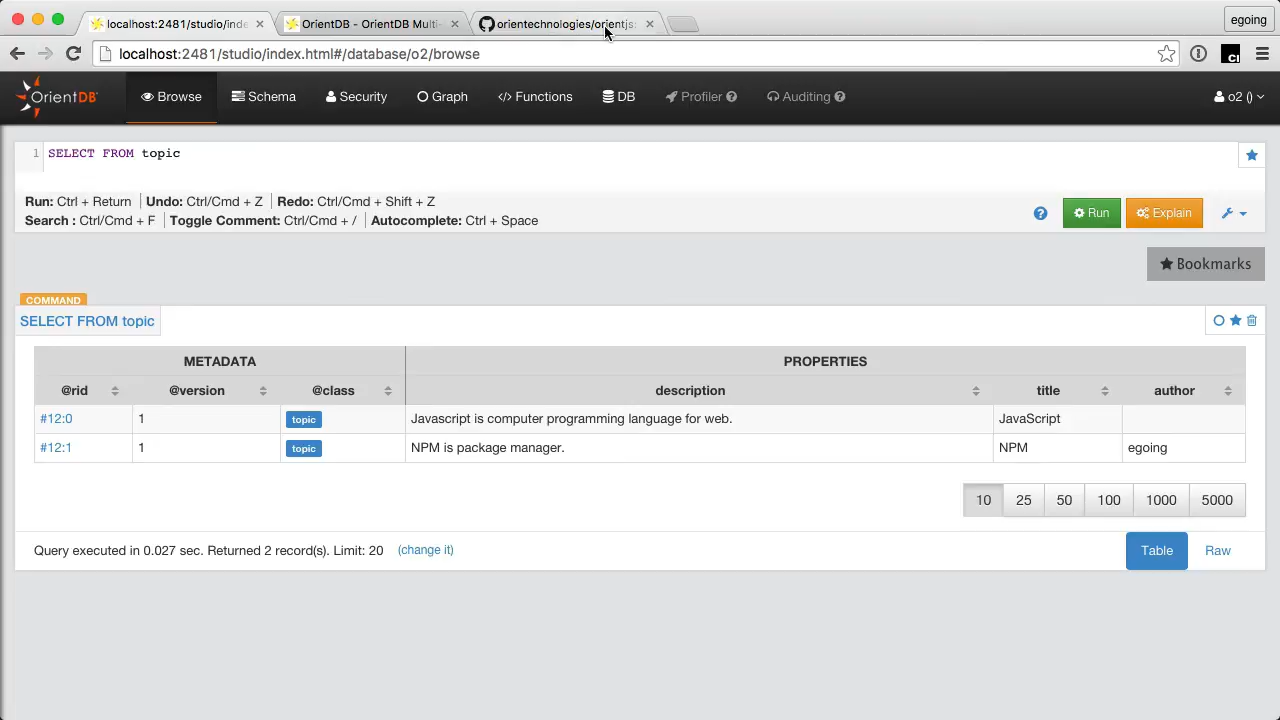 localhost:2481/studio/inde
OrientDB - OrientDB Multi-
orientechnologies/orientjs:
egoing
localhost:2481/studio/index.html#/database/o2/browse
OrientDB
Browse
Schema
Security
Graph
</> Functions
DB
Profiler
Auditing
o2 ()
1 SELECT FROM topic
Run: Ctrl + Return Undo: Ctrl/Cmd + Z Redo: Ctrl/Cmd + Shift + Z
Search : Ctrl/Cmd + F Toggle Comment: Ctrl/Cmd + / Autocomplete: Ctrl + Space
Run
Explain
Bookmarks
COMMAND
SELECT FROM topic
METADATA PROPERTIES
@rid @version @class description title author
#12:0 1 topic Javascript is computer programming language for web. JavaScript
#12:1 1 topic NPM is package manager. NPM egoing
10 25 50 100 1000 5000
Query executed in 0.027 sec. Returned 2 record(s). Limit: 20 (change it)
Table Raw